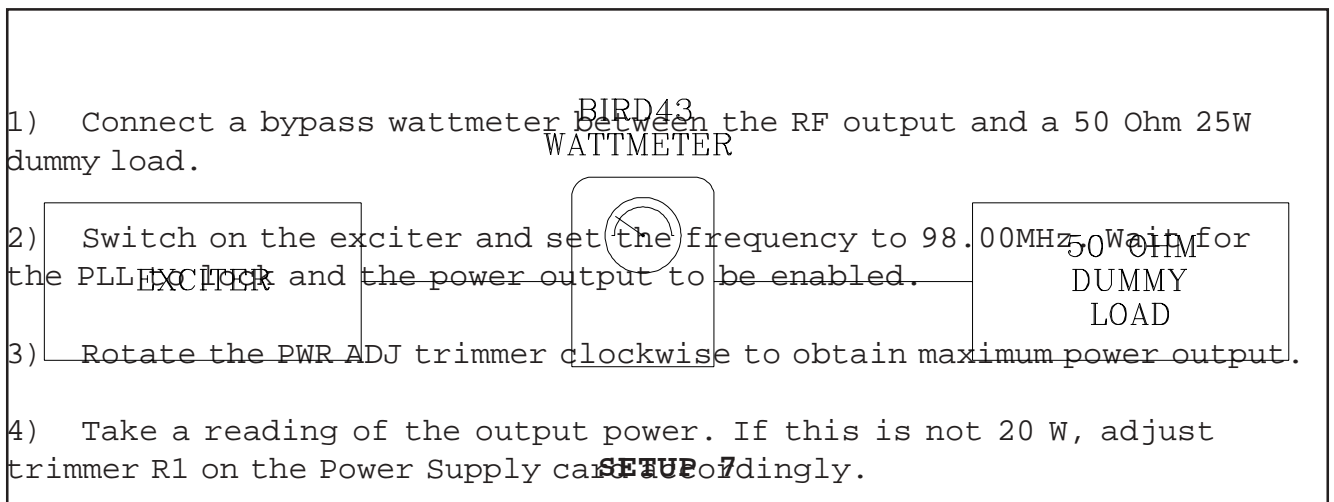 1) Connect a bypass wattmeter between the RF output and a 50 Ohm 25W
dummy load.
2) Switch on the exciter and set the frequency to 98.00MHz. Wait for
the PLL to lock and the power output to be enabled.
3) Rotate the PWR ADJ trimmer clockwise to obtain maximum power output.
4) Take a reading of the output power. If this is not 20 W, adjust
trimmer R1 on the Power Supply card accordingly.
BIRD43
WATTMETER
EXCITER
50 OHM
DUMMY
LOAD
SETUP 7